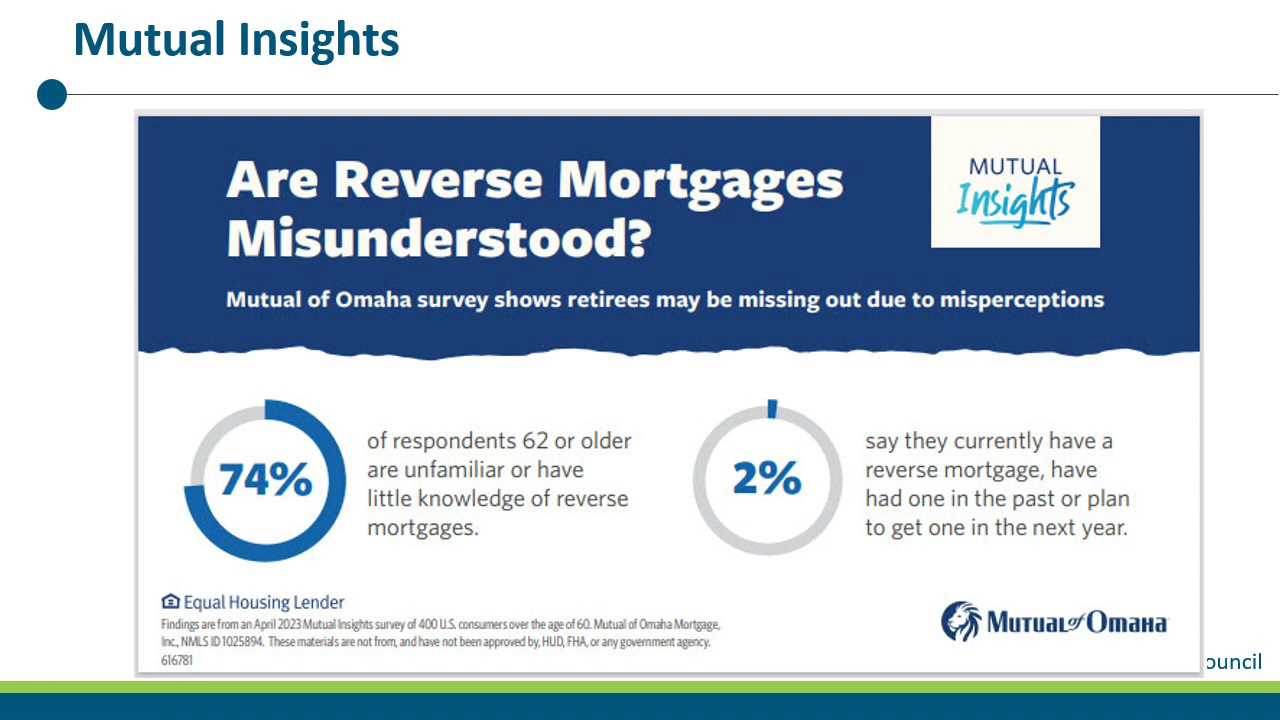 Mutual Insights
Are Reverse Mortgages
Misunderstood?
MUTUAL
Insights
Mutual of Omaha survey shows retirees may be missing out due to misperceptions
74%
of respondents 62 or older
are unfamiliar or have
little knowledge of reverse
mortgages.
2%
say they currently have a
reverse mortgage, have
had one in the past or plan
to get one in the next year.
Equal Housing Lender
Findings are from an April 2023 Mutual Insights survey of 400 U.S. consumers over the age of 60. Mutual of Omaha Mortgage,
Inc., NMLS ID 1025894. These materials are not from, and have not been approved by, HUD, FHA, or any government agency.
616781
Mutual of Omaha
ouncil